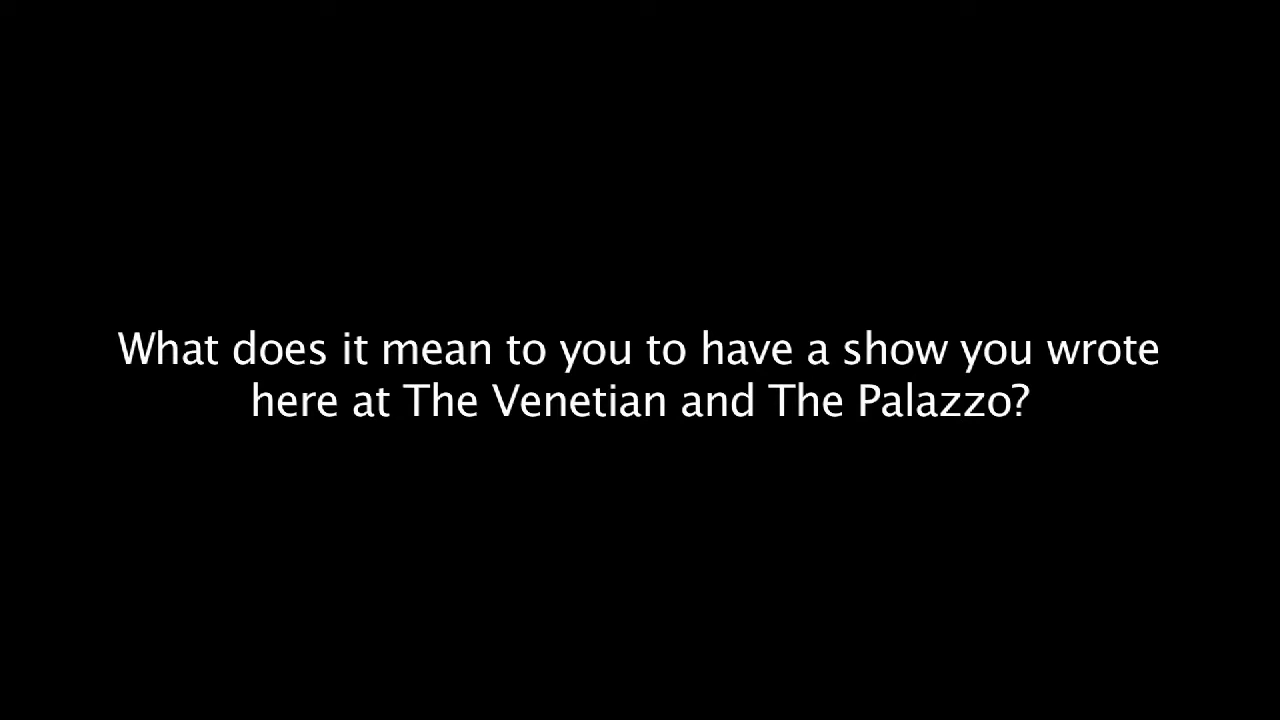 What does it mean to you to have a show you wrote
here at The Venetian and The Palazzo?